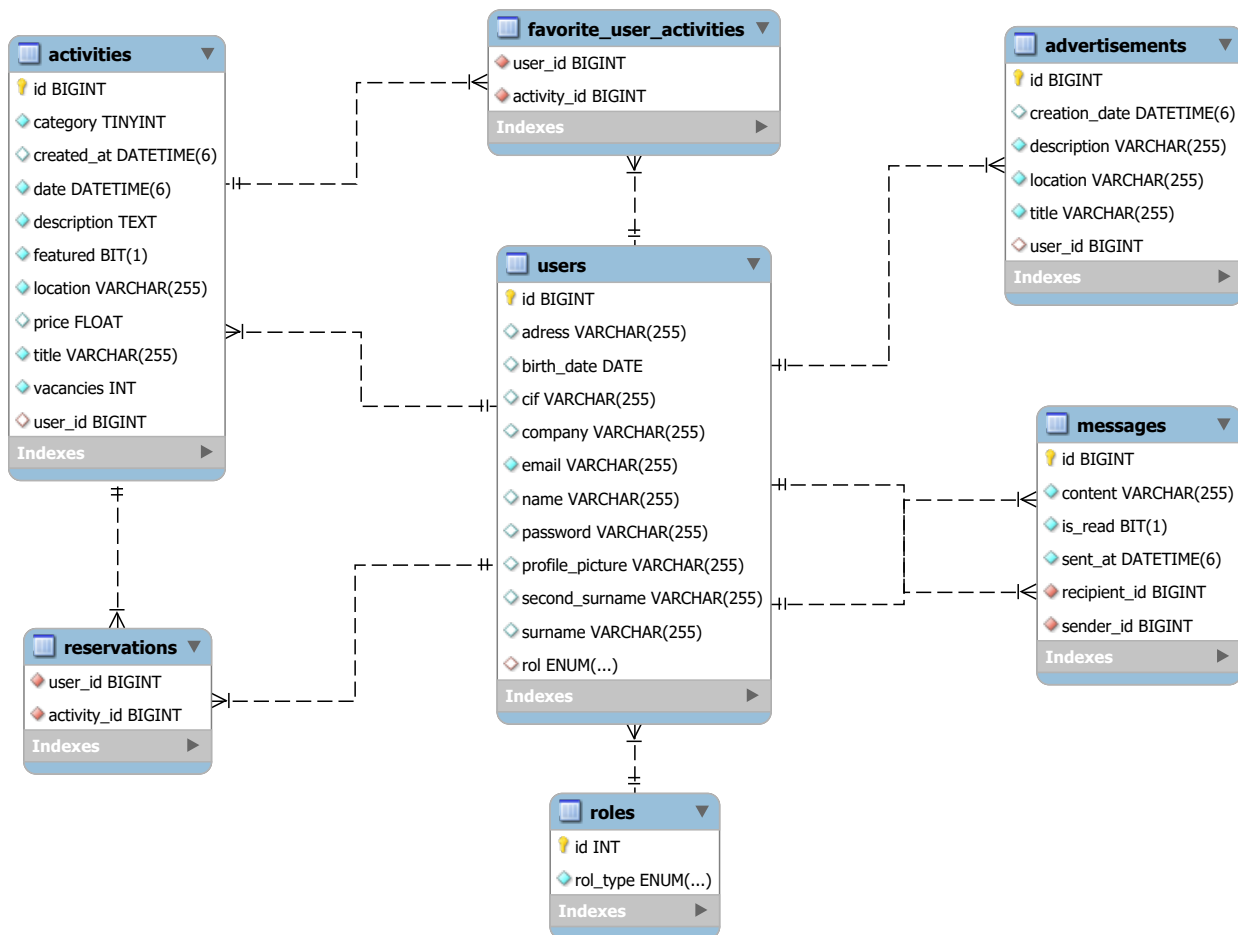 activities
id BIGINT
category TINYINT
created_at DATETIME(6)
date DATETIME(6)
description TEXT
featured BIT(1)
location VARCHAR(255)
price FLOAT
title VARCHAR(255)
vacancies INT
user_id BIGINT
Indexes
favorite_user_activities
user_id BIGINT
activity_id BIGINT
Indexes
advertisements
id BIGINT
creation_date DATETIME(6)
description VARCHAR(255)
location VARCHAR(255)
title VARCHAR(255)
user_id BIGINT
Indexes
users
id BIGINT
adress VARCHAR(255)
birth_date DATE
cif VARCHAR(255)
company VARCHAR(255)
email VARCHAR(255)
name VARCHAR(255)
password VARCHAR(255)
profile_picture VARCHAR(255)
second_surname VARCHAR(255)
surname VARCHAR(255)
rol ENUM(...)
Indexes
messages
id BIGINT
content VARCHAR(255)
is_read BIT(1)
sent_at DATETIME(6)
recipient_id BIGINT
sender_id BIGINT
Indexes
reservations
user_id BIGINT
activity_id BIGINT
Indexes
roles
id INT
rol_type ENUM(...)
Indexes